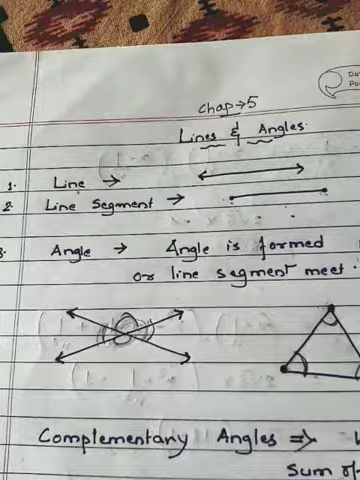 Chap → 5
Lines & Angles
1. Line →
2. Line Segment →
3. Angle → Angle is formed
or line segment meet.
Complementary Angles ⇒
Sum of